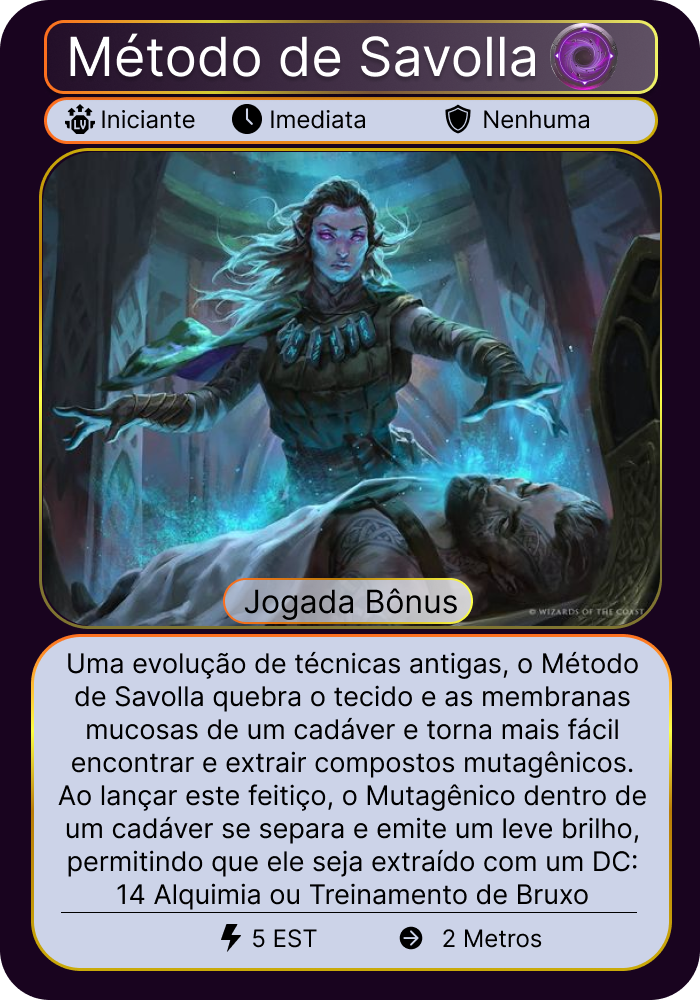 Método de Savolla
LV Iniciante Imediata Nenhuma
Jogada Bônus
© WIZARDS OF THE COAST
Uma evolução de técnicas antigas, o Método
de Savolla quebra o tecido e as membranas
mucosas de um cadáver e torna mais fácil
encontrar e extrair compostos mutagênicos.
Ao lançar este feitiço, o Mutagênico dentro de
um cadáver se separa e emite um leve brilho,
permitindo que ele seja extraído com um DC:
14 Alquimia ou Treinamento de Bruxo
5 EST 2 Metros